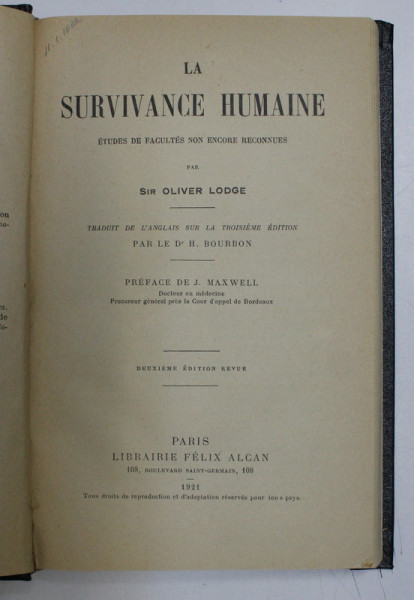 LA
SURVIVANCE HUMAINE
ÉTUDES DE FACULTÉS NON ENCORE RECONNUES
PAR
SIR OLIVER LODGE
TRADUIT DE L'ANGLAIS SUR LA TROISIÈME ÉDITION
PAR LE Dr H. BOURBON
PRÉFACE DE J. MAXWELL
Docteur en médecine
Procureur général près la Cour d'appel de Bordeaux
DEUXIÈME ÉDITION REVUE
PARIS
LIBRAIRIE FÉLIX ALCAN
108, BOULEVARD SAINT-GERMAIN, 108
1921
Tous droits de reproduction et d'adaptation réservés pour tous pays.